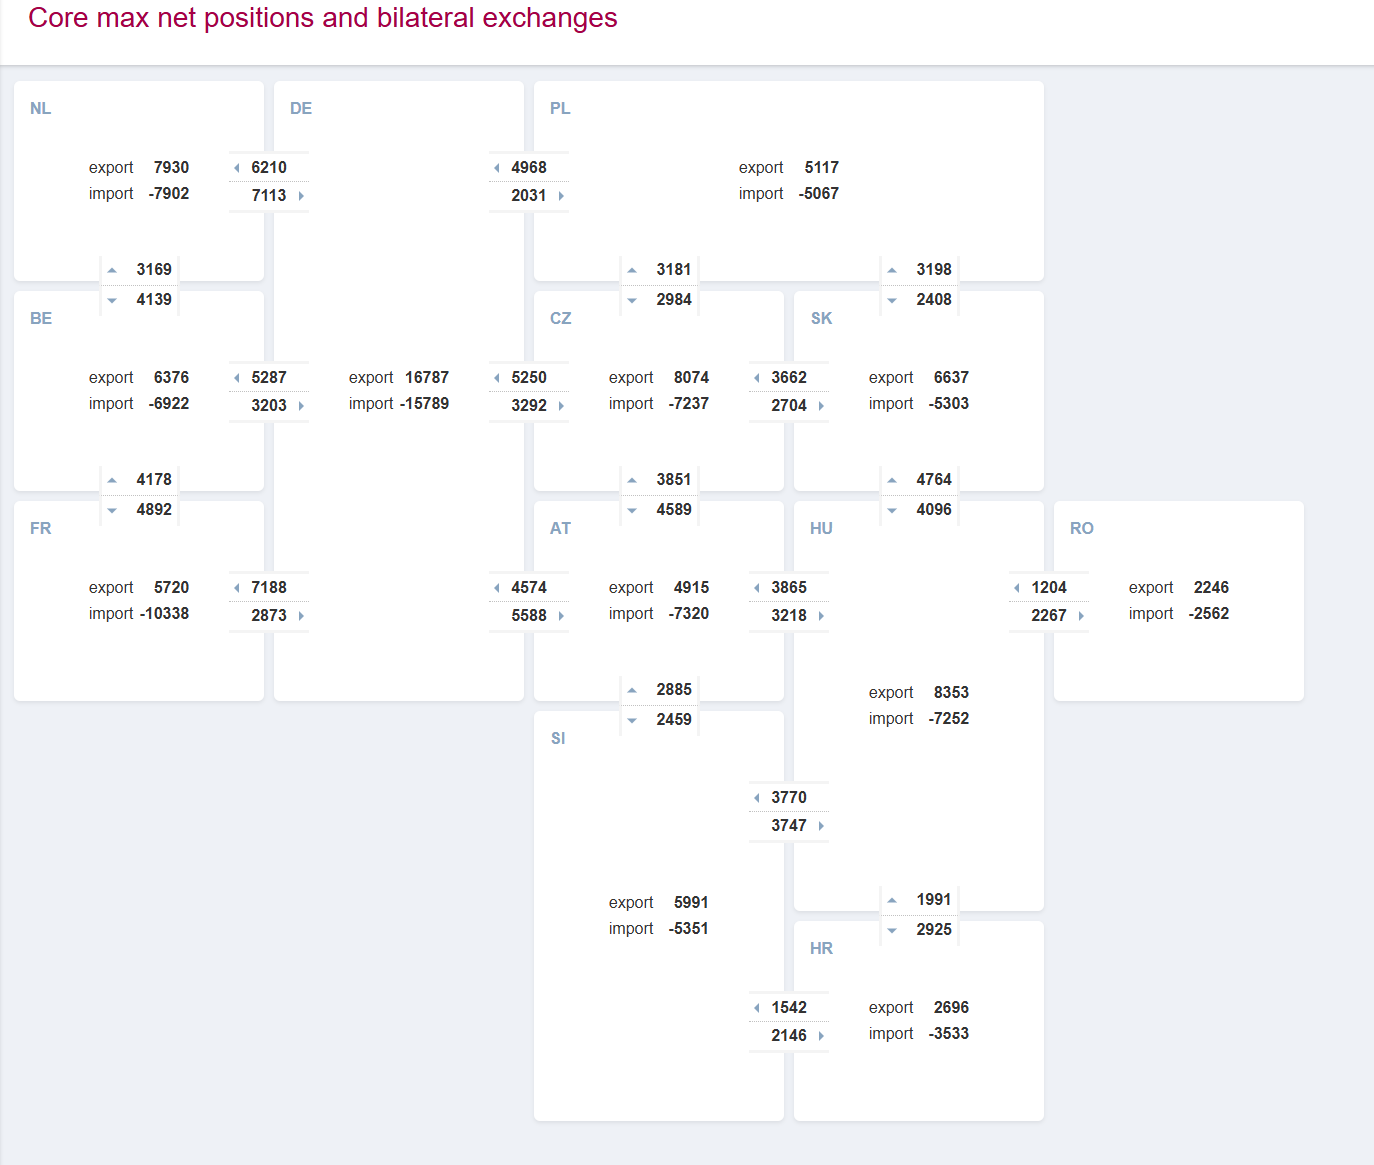 Core max net positions and bilateral exchanges
NL
DE
PL
export 7930
6210
4968
export 5117
import -7902
7113
2031
import -5067
3169
3181
3198
4139
2984
2408
BE
CZ
SK
export 6376
5287
export 16787
5250
export 8074
3662
export 6637
import -6922
3203
import -15789
3292
import -7237
2704
import -5303
4178
3851
4764
4892
4589
4096
FR
AT
HU
RO
export 5720
7188
4574
export 4915
3865
1204
export 2246
import -10338
2873
5588
import -7320
3218
2267
import -2562
2885
export 8353
2459
import -7252
SI
3770
3747
export 5991
1991
import -5351
2925
HR
1542
export 2696
2146
import -3533